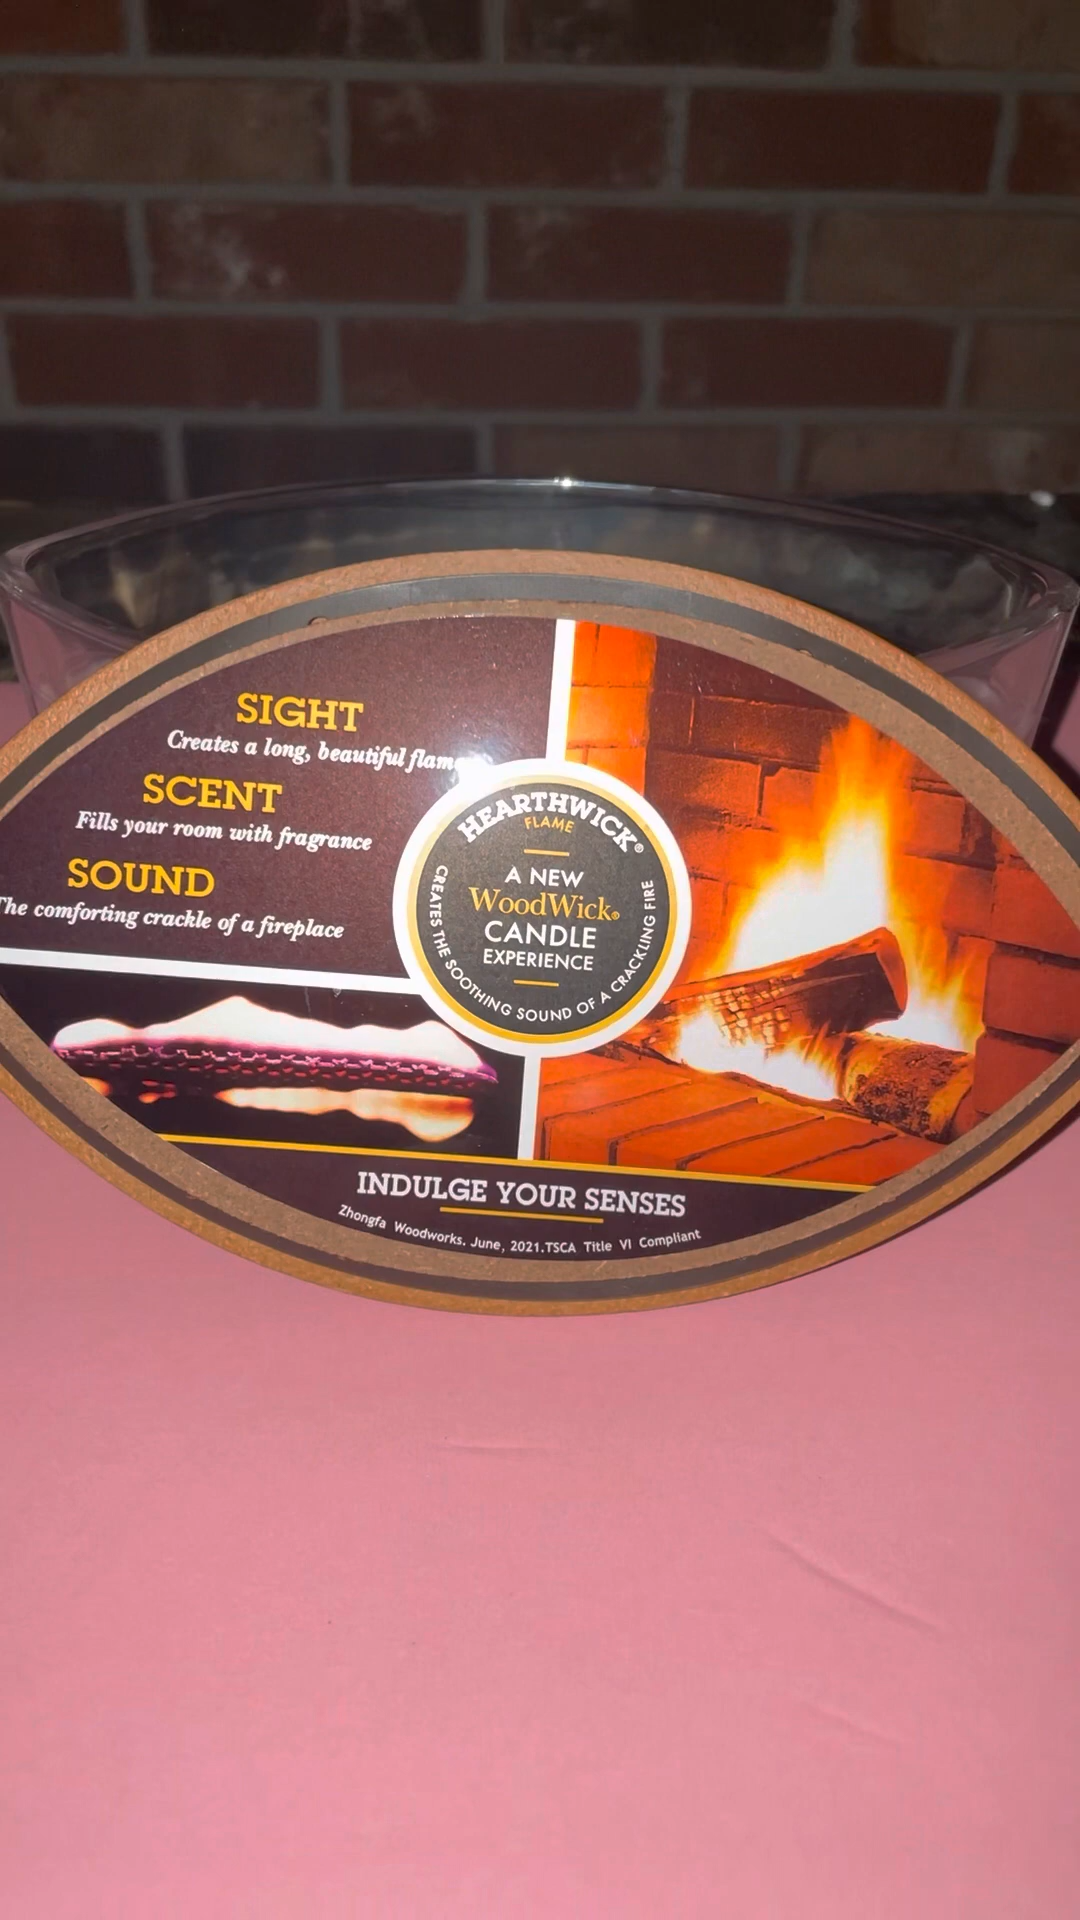 SIGHT
Creates a long, beautiful flame
SCENT
Fills your room with fragrance
SOUND
The comforting crackle of a fireplace
HEARTHWICK®
FLAME
A NEW
WoodWick®
CANDLE
EXPERIENCE
CREATES THE SOOTHING SOUND OF A CRACKLING FIRE
INDULGE YOUR SENSES
Zhongfa Woodworks. June, 2021.TSCA Title VI Compliant